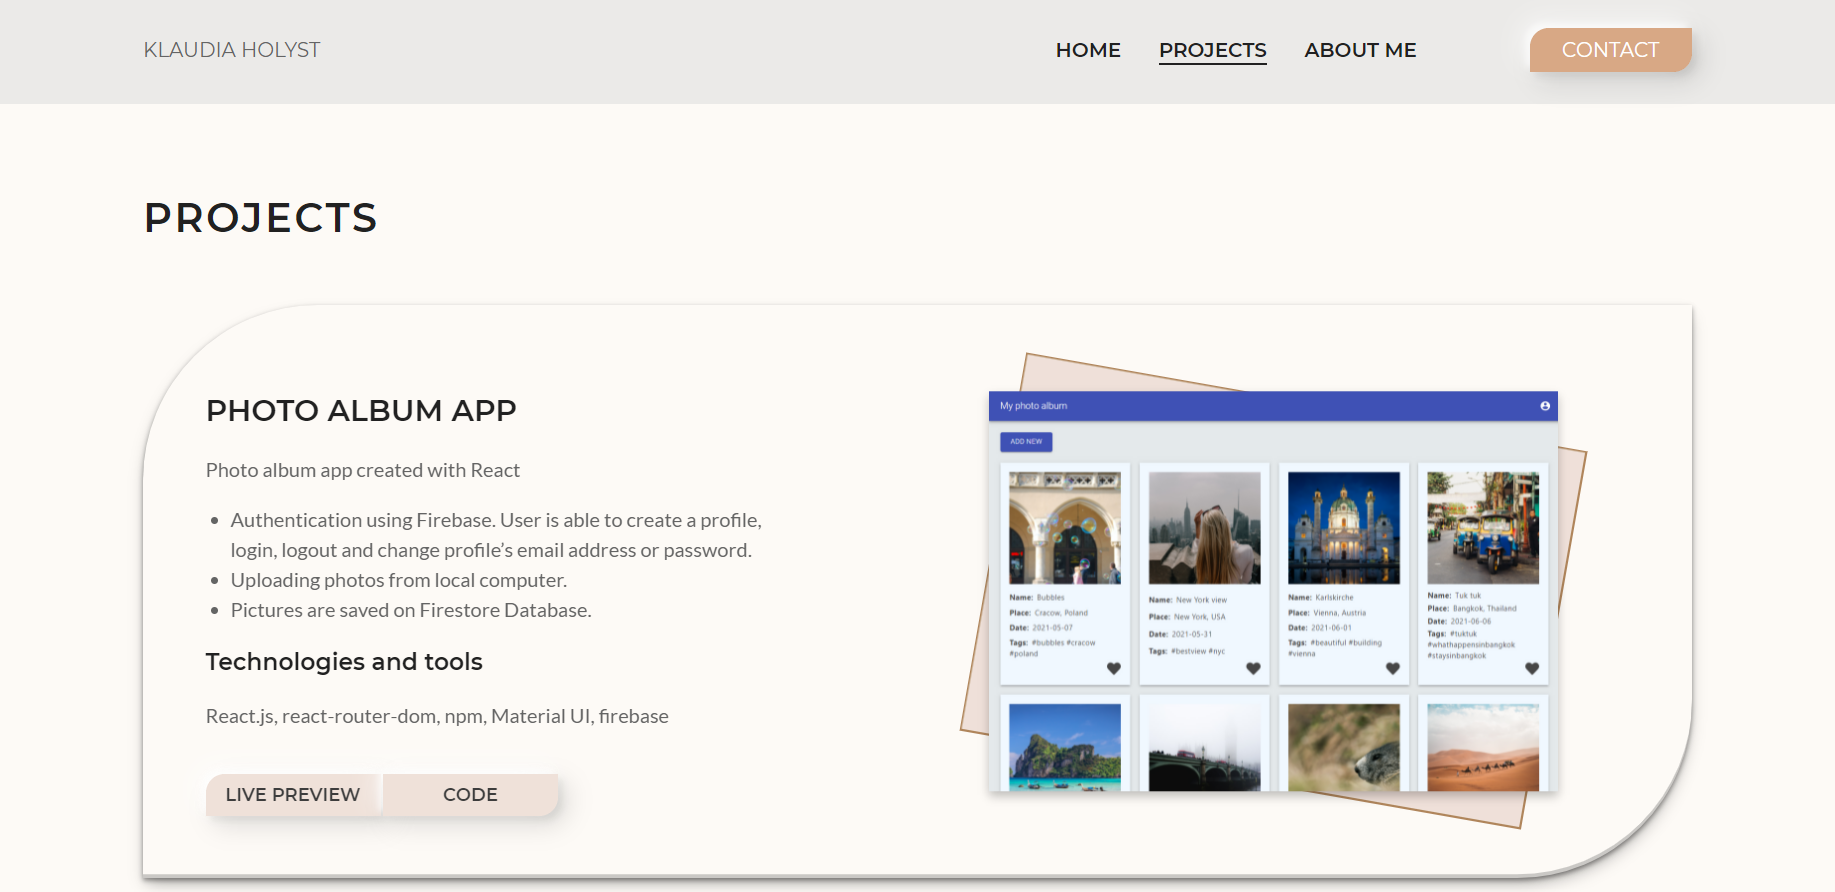 KLAUDIA HOLYST
HOME PROJECTS ABOUT ME CONTACT
PROJECTS
PHOTO ALBUM APP
Photo album app created with React
Authentication using Firebase. User is able to create a profile,
login, logout and change profile’s email address or password.
Uploading photos from local computer.
Pictures are saved on Firestore Database.
Technologies and tools
React.js, react-router-dom, npm, Material UI, firebase
LIVE PREVIEW CODE
My photo album
ADD NEW
Name: Bubbles
Place: Cracow, Poland
Date: 2021-05-07
Tags: #bubbles #cracow
#poland
Name: New York view
Place: New York, USA
Date: 2021-05-31
Tags: #bestview #nyc
Name: Karlskirche
Place: Vienna, Austria
Date: 2021-06-01
Tags: #beautiful #building
#vienna
Name: Tuk tuk
Place: Bangkok, Thailand
Date: 2021-06-06
Tags: #tuktuk
#whathappensinbangkok
#staysinbangkok